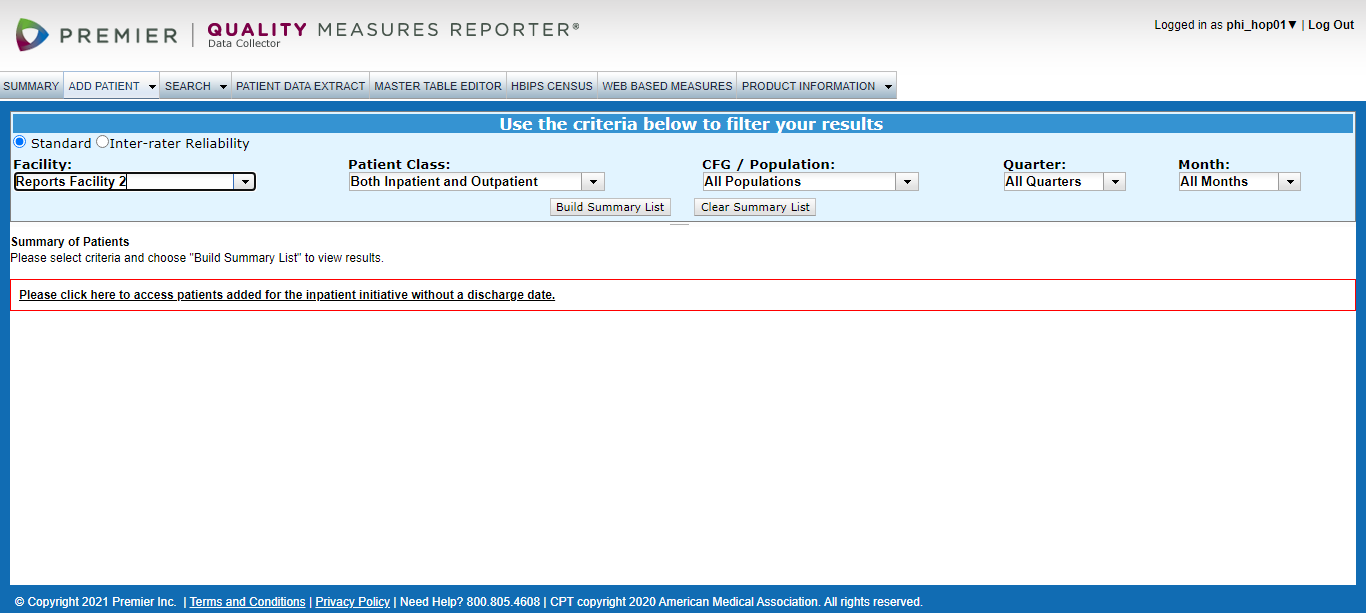 PREMIER | QUALITY MEASURES REPORTER®
Data Collector
Logged in as phi_hop01▼ | Log Out
SUMMARY ADD PATIENT SEARCH PATIENT DATA EXTRACT MASTER TABLE EDITOR HBIPS CENSUS WEB BASED MEASURES PRODUCT INFORMATION
Use the criteria below to filter your results
Standard Inter-rater Reliability
Facility: Patient Class: CFG / Population: Quarter: Month:
Reports Facility 2 Both Inpatient and Outpatient All Populations All Quarters All Months
Build Summary List Clear Summary List
Summary of Patients
Please select criteria and choose "Build Summary List" to view results.
Please click here to access patients added for the inpatient initiative without a discharge date.
© Copyright 2021 Premier Inc. | Terms and Conditions | Privacy Policy | Need Help? 800.805.4608 | CPT copyright 2020 American Medical Association. All rights reserved.